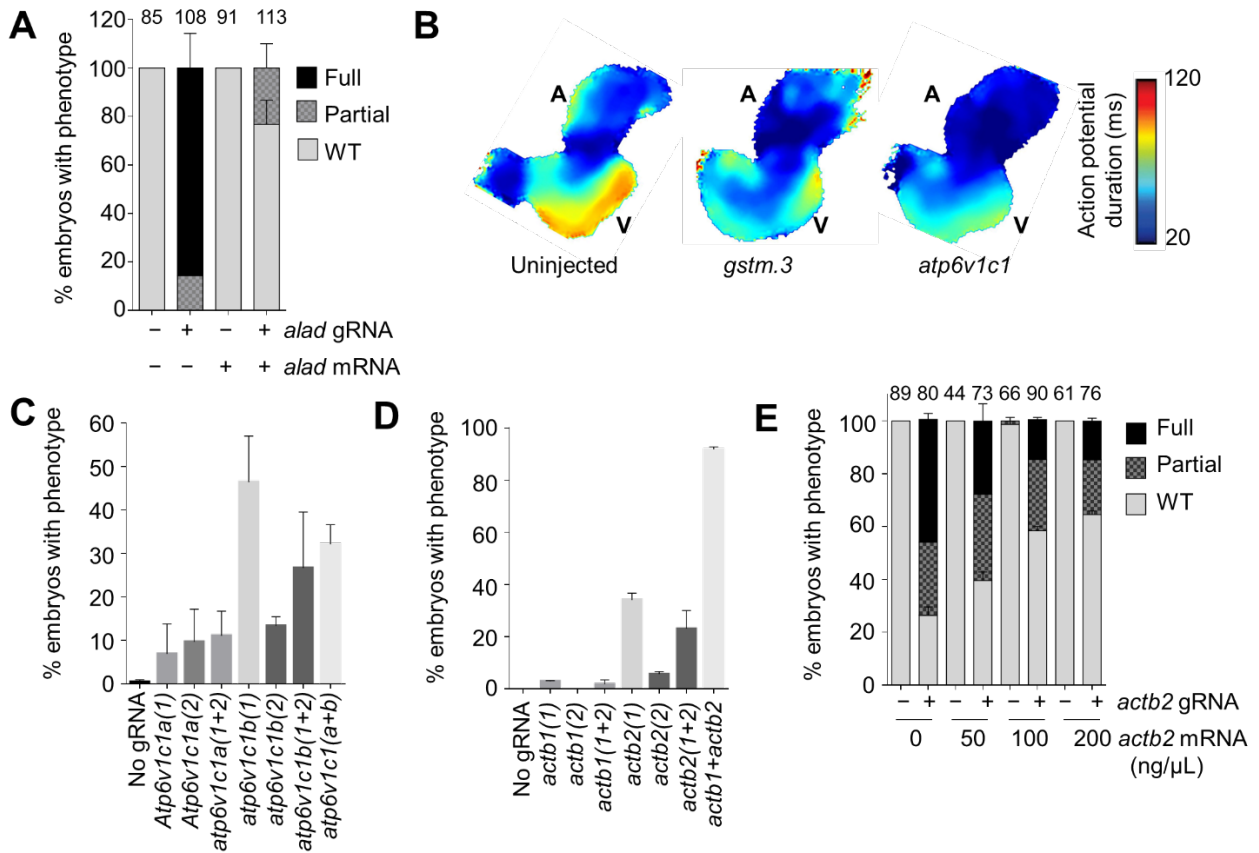 A
85 108 91 113
% embryos with phenotype
120
100
80
60
40
20
0
Full
Partial
WT
– + – + alad gRNA
– – + + alad mRNA
B
A
V
Uninjected
A
V
gstm.3
A
V
atp6v1c1
Action potential
duration (ms)
120
20
C
% embryos with phenotype
60
50
40
30
20
10
0
No gRNA
Atp6v1c1a(1)
Atp6v1c1a(2)
atp6v1c1a(1+2)
atp6v1c1b(1)
atp6v1c1b(2)
atp6v1c1b(1+2)
atp6v1c1(a+b)
D
% embryos with phenotype
100
80
60
40
20
0
No gRNA
actb1(1)
actb1(2)
actb1(1+2)
actb2(1)
actb2(2)
actb2(1+2)
actb1+actb2
E
89 80 44 73 66 90 61 76
% embryos with phenotype
100
80
60
40
20
0
Full
Partial
WT
– + – + – + – + actb2 gRNA
0 50 100 200 actb2 mRNA
(ng/µL)